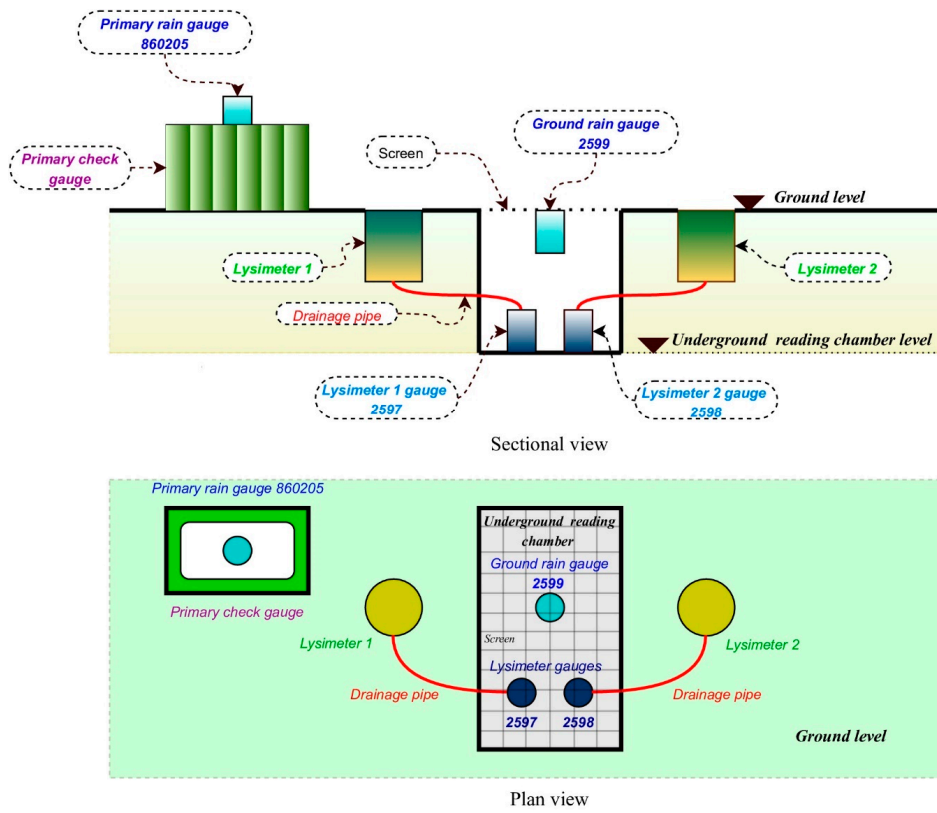 Primary rain gauge
860205
Ground rain gauge
2599
Screen
Primary check
gauge
Ground level
Lysimeter 1
Lysimeter 2
Drainage pipe
Underground reading chamber level
Lysimeter 1 gauge
2597
Lysimeter 2 gauge
2598
Sectional view
Primary rain gauge 860205
Underground reading
chamber
Ground rain gauge
2599
Primary check gauge
Screen
Lysimeter 1
Lysimeter 2
Lysimeter gauges
Drainage pipe
Drainage pipe
2597
2598
Ground level
Plan view